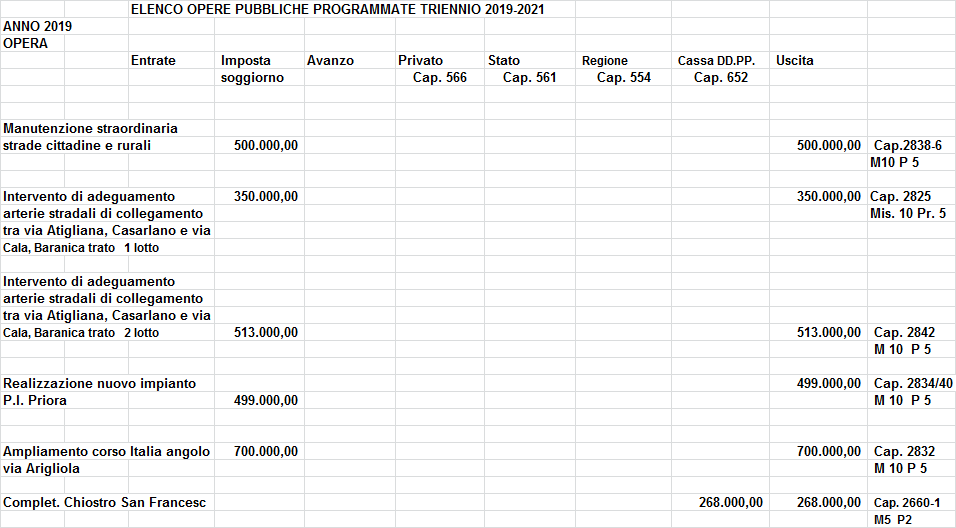 ELENCO OPERE PUBBLICHE PROGRAMMATE TRIENNIO 2019-2021
ANNO 2019
OPERA
Entrate Imposta Avanzo Privato Stato Regione Cassa DD.PP. Uscita
soggiorno Cap. 566 Cap. 561 Cap. 554 Cap. 652
Manutenzione straordinaria
strade cittadine e rurali 500.000,00 500.000,00 Cap.2838-6
M10 P 5
Intervento di adeguamento 350.000,00 350.000,00 Cap. 2825
arterie stradali di collegamento Mis. 10 Pr. 5
tra via Atigliana, Casarlano e via
Cala, Baranica trato 1 lotto
Intervento di adeguamento
arterie stradali di collegamento
tra via Atigliana, Casarlano e via
Cala, Baranica trato 2 lotto 513.000,00 513.000,00 Cap. 2842
M 10 P 5
Realizzazione nuovo impianto 499.000,00 Cap. 2834/40
P.I. Priora 499.000,00 M 10 P 5
Ampliamento corso Italia angolo 700.000,00 700.000,00 Cap. 2832
via Arigliola M 10 P 5
Complet. Chiostro San Francesc 268.000,00 268.000,00 Cap. 2660-1
M5 P2